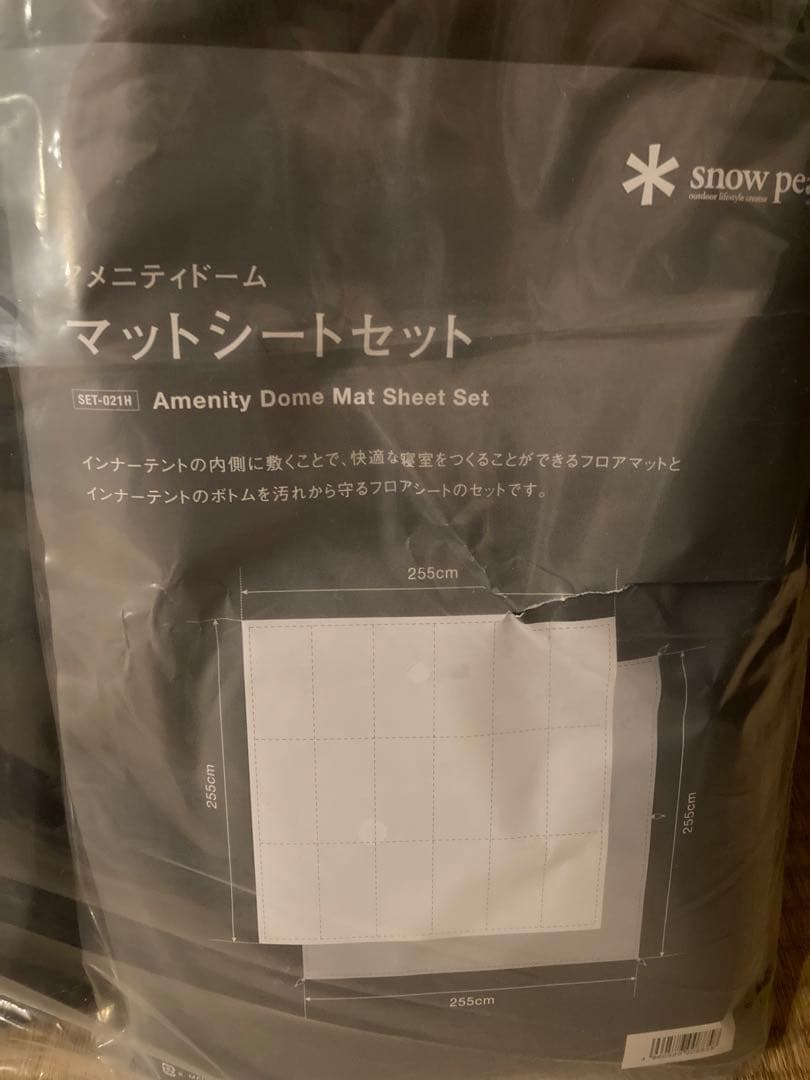 snow pea
outdoor lifestyle creator
アメニティドーム
マットシートセット
SET-021H Amenity Dome Mat Sheet Set
インナーテントの内側に敷くことで、快適な寝室をつくることができるフロアマットと
インナーテントのボトムを汚れから守るフロアシートのセットです。
255cm
255cm
255cm
255cm